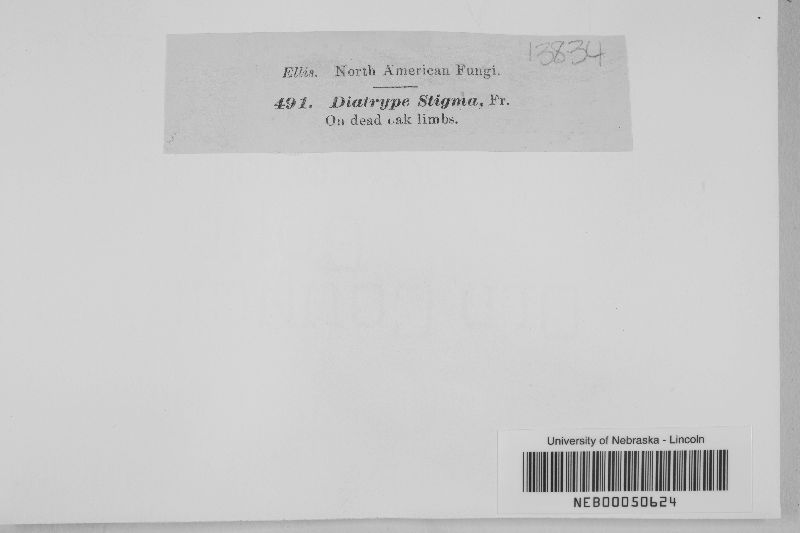 13834
Ellis. North American Fungi.
491. Diatrype Stigma, Fr.
On dead oak limbs.
University of Nebraska - Lincoln
NEB00050624